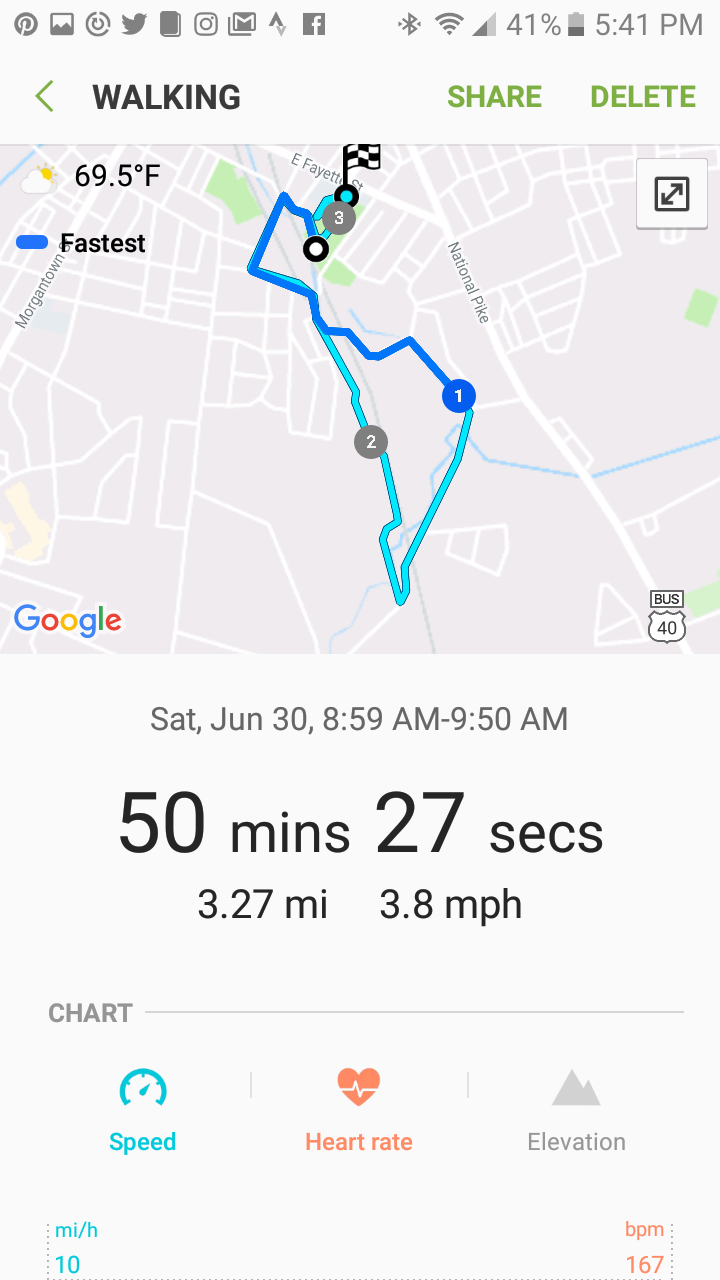 41% 5:41 PM
WALKING SHARE DELETE
69.5°F
E Fayette St
3
Fastest
Morgantown
National Pike
1
2
Google
BUS
40
Sat, Jun 30, 8:59 AM-9:50 AM
50 mins 27 secs
3.27 mi 3.8 mph
CHART
Speed Heart rate Elevation
mi/h bpm
10 167